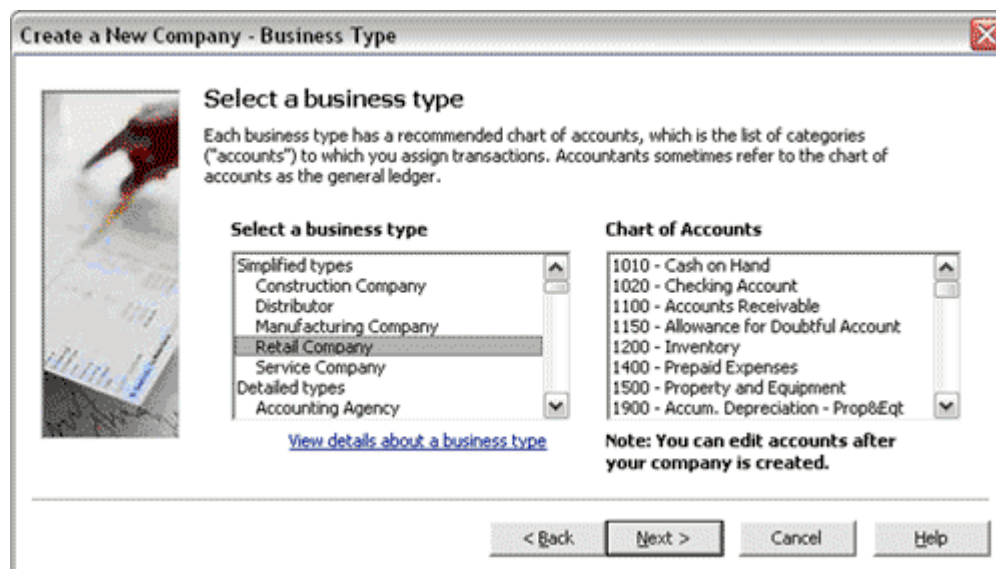 Create a New Company - Business Type
Select a business type
Each business type has a recommended chart of accounts, which is the list of categories
("accounts") to which you assign transactions. Accountants sometimes refer to the chart of
accounts as the general ledger.
Select a business type
Simplified types
Construction Company
Distributor
Manufacturing Company
Retail Company
Service Company
Detailed types
Accounting Agency
View details about a business type
Chart of Accounts
1010 - Cash on Hand
1020 - Checking Account
1100 - Accounts Receivable
1150 - Allowance for Doubtful Account
1200 - Inventory
1400 - Prepaid Expenses
1500 - Property and Equipment
1900 - Accum. Depreciation - Prop&Eqt
Note: You can edit accounts after
your company is created.
< Back
Next >
Cancel
Help